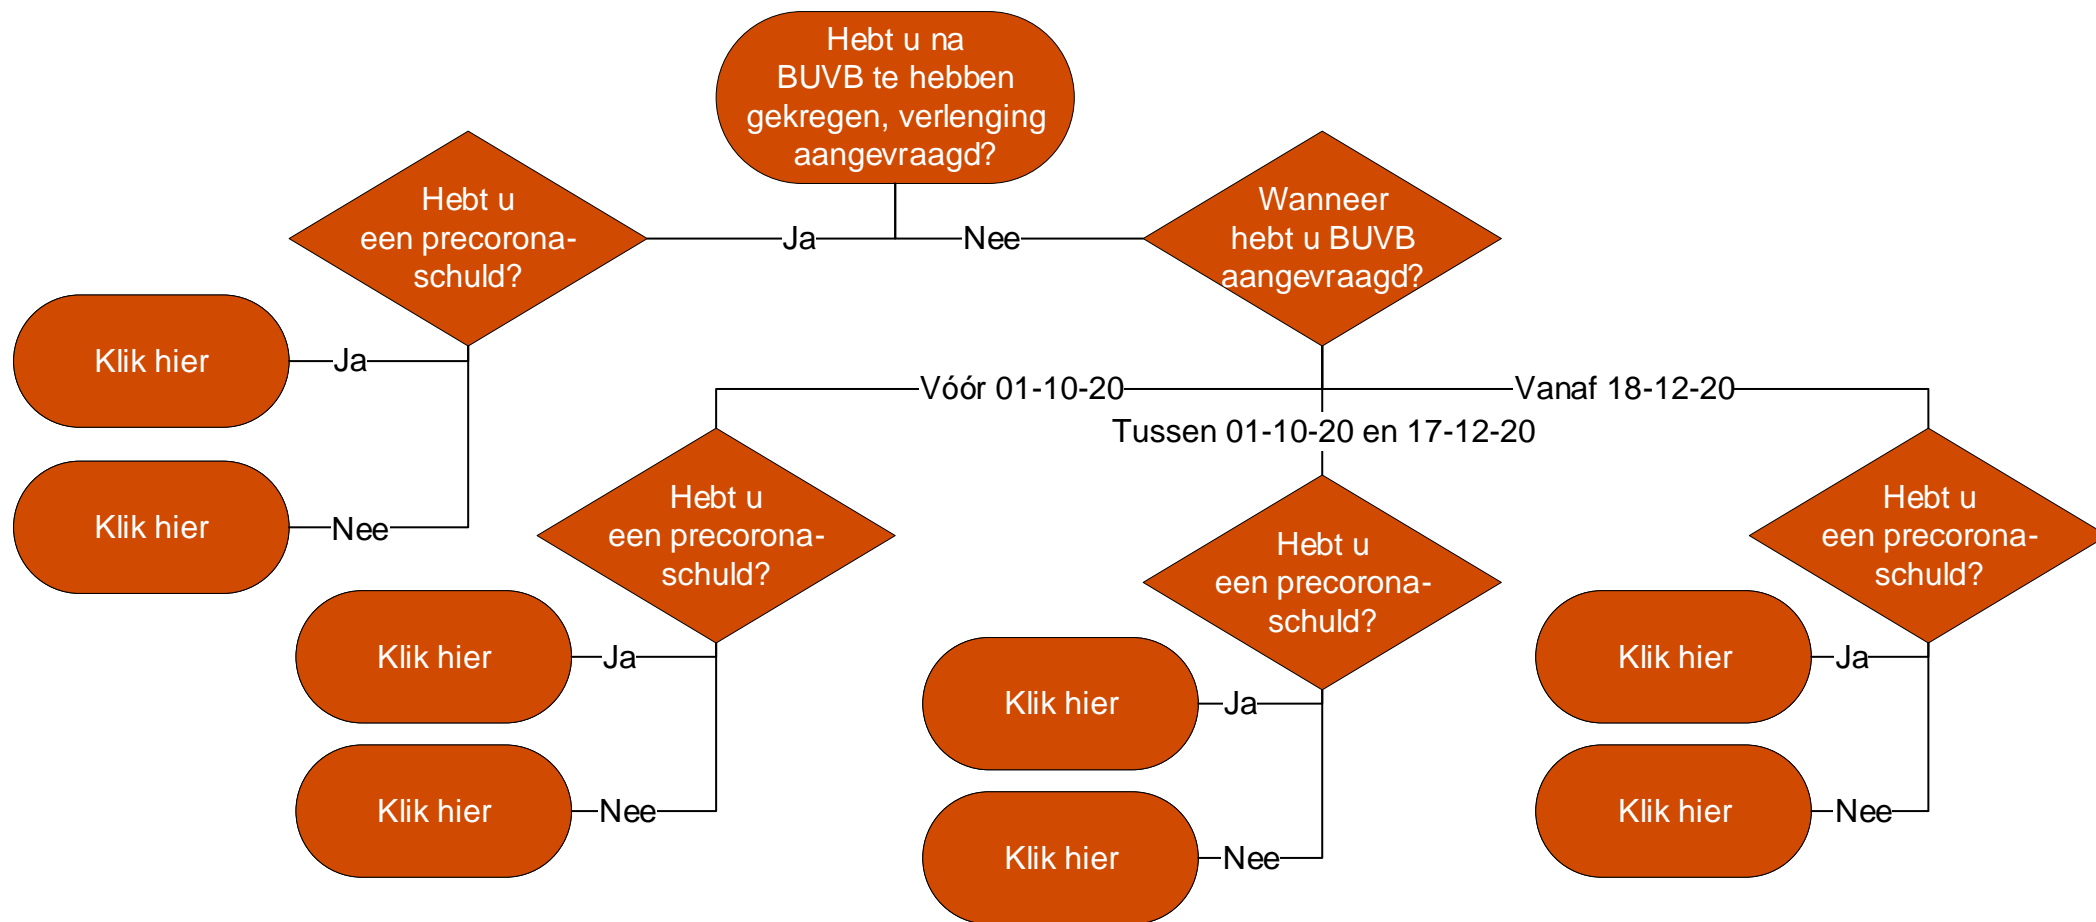 Hebt u na
BUVB te hebben
gekregen, verlenging
aangevraagd?
Hebt u
een precorona-
schuld?
Ja
Nee
Wanneer
hebt u BUVB
aangevraagd?
Klik hier
Ja
Klik hier
Nee
Vóór 01-10-20
Tussen 01-10-20 en 17-12-20
Vanaf 18-12-20
Hebt u
een precorona-
schuld?
Klik hier
Ja
Klik hier
Nee
Hebt u
een precorona-
schuld?
Klik hier
Ja
Klik hier
Nee
Hebt u
een precorona-
schuld?
Klik hier
Ja
Klik hier
Nee